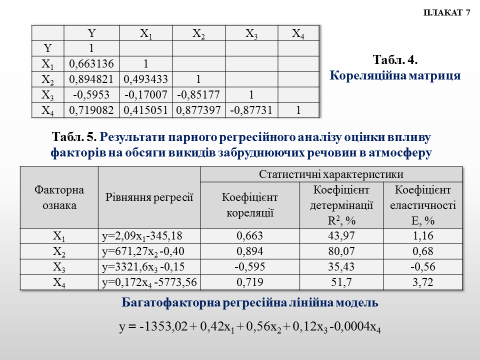 ПЛАКАТ 7
Y X1 X2 X3 X4
Y 1
X1 0,663136 1
X2 0,894821 0,493433 1
X3 -0,5953 -0,17007 -0,85177 1
X4 0,719082 0,415051 0,877397 -0,87731 1
Табл. 4.
Кореляційна матриця
Табл. 5. Результати парного регресійного аналізу оцінки впливу
факторів на обсяги викидів забруднюючих речовин в атмосферу
Факторна ознака
Рівняння регресії
Статистичні характеристики
Коефіцієнт кореляції
Коефіцієнт детермінації R², %
Коефіцієнт еластичності Е, %
X1 y=2,09x1-345,18 0,663 43,97 1,16
X2 y=671,27x2 -0,40 0,894 80,07 0,68
X3 y=3321,6x3 -0,15 -0,595 35,43 -0,56
X4 y=0,172x4 -5773,56 0,719 51,7 3,72
Багатофакторна регресійна лінійна модель
y = -1353,02 + 0,42x1 + 0,56x2 + 0,12x3 -0,0004x4